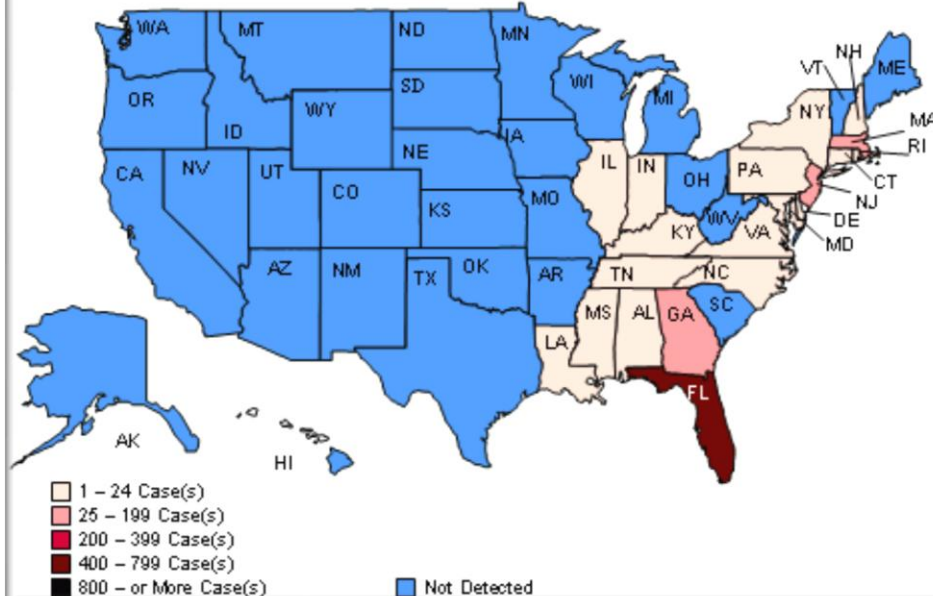 WA
MT
ND
MN
NH
VT
ME
OR
ID
WY
SD
WI
MI
NY
MA
RI
CT
NJ
DE
MD
CA
NV
UT
CO
NE
IA
IL
IN
OH
PA
KS
MO
WV
KY
VA
AZ
NM
OK
TX
AR
TN
NC
SC
MS
AL
GA
LA
FL
AK
HI
1 – 24 Case(s)
25 – 199 Case(s)
200 – 399 Case(s)
400 – 799 Case(s)
800 – or More Case(s)
Not Detected